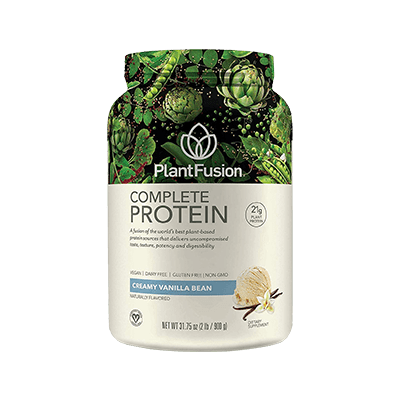 PlantFusion
COMPLETE
PROTEIN
21g
PLANT
PROTEIN
A fusion of the world's best plant-based
protein sources that delivers uncompromised
taste, texture, potency and digestibility
VEGAN | DAIRY FREE | GLUTEN FREE | NON GMO
CREAMY VANILLA BEAN
NATURALLY FLAVORED
DIETARY
SUPPLEMENT
NET WT 31.75 oz (2 lb / 900 g)